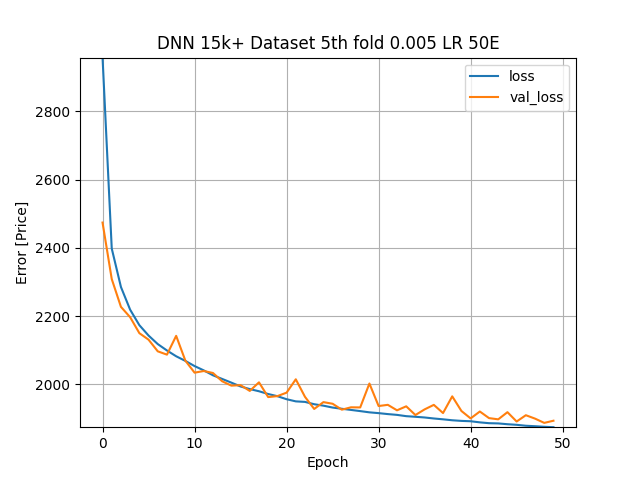 DNN 15k+ Dataset 5th fold 0.005 LR 50E
loss
val_loss
2800
2600
2400
2200
2000
Error [Price]
0 10 20 30 40 50
Epoch